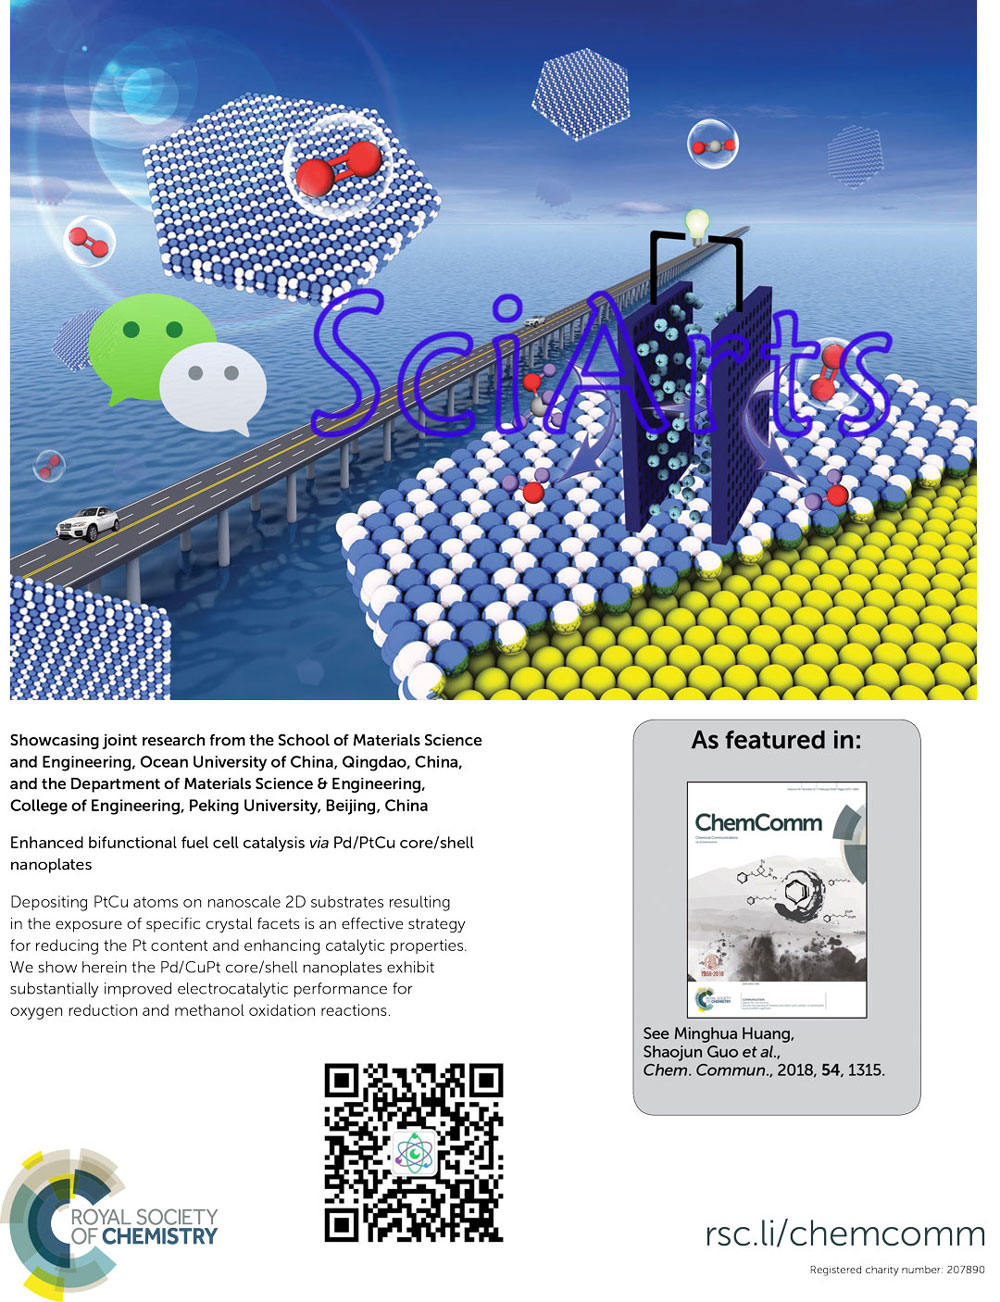 SciArts
Showcasing joint research from the School of Materials Science
and Engineering, Ocean University of China, Qingdao, China,
and the Department of Materials Science & Engineering,
College of Engineering, Peking University, Beijing, China
Enhanced bifunctional fuel cell catalysis via Pd/PtCu core/shell
nanoplates
Depositing PtCu atoms on nanoscale 2D substrates resulting
in the exposure of specific crystal facets is an effective strategy
for reducing the Pt content and enhancing catalytic properties.
We show herein the Pd/CuPt core/shell nanoplates exhibit
substantially improved electrocatalytic performance for
oxygen reduction and methanol oxidation reactions.
As featured in:
ChemComm
Chemical Communications
See Minghua Huang,
Shaojun Guo et al.,
Chem. Commun., 2018, 54, 1315.
ROYAL SOCIETY
OF CHEMISTRY
rsc.li/chemcomm
Registered charity number: 207890